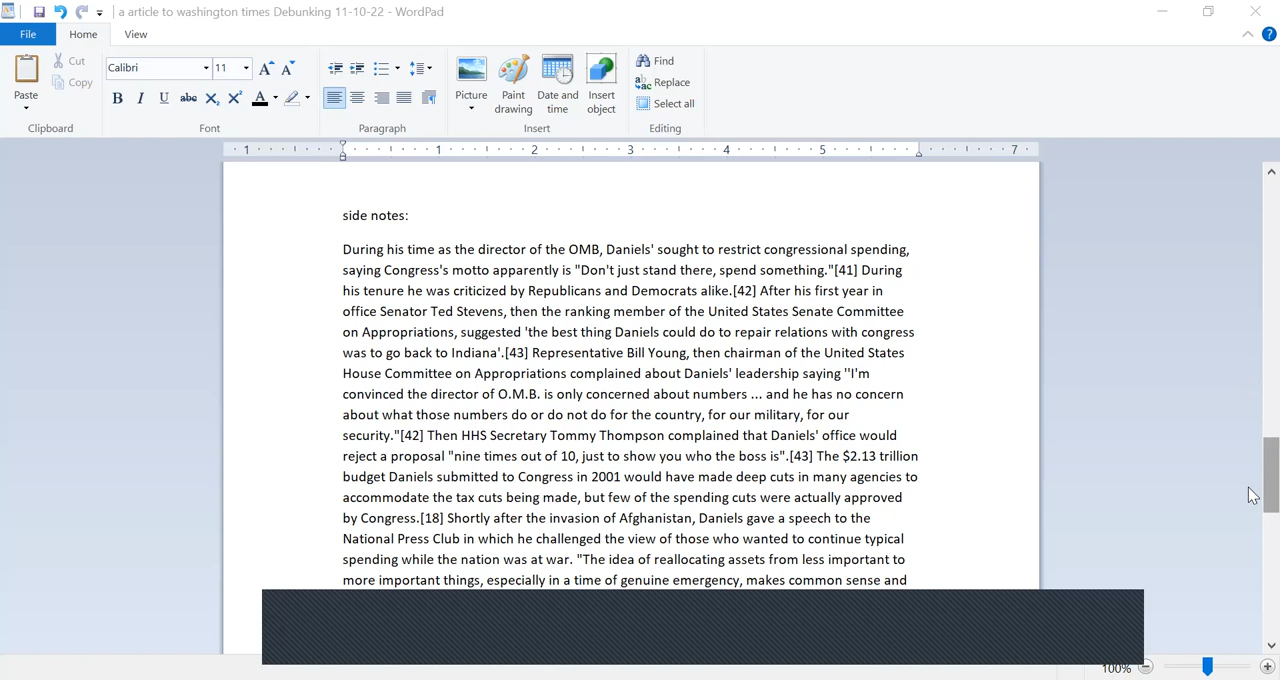 a article to washington times Debunking 11-10-22 - WordPad
File Home View
Paste
Cut
Copy
Clipboard
Calibri 11
B I U abc X₂ X² A
Font
Paragraph
Picture
Paint drawing
Date and time
Insert object
Insert
Find
Replace
Select all
Editing
1 1 2 3 4 5 7
side notes:
During his time as the director of the OMB, Daniels' sought to restrict congressional spending,
saying Congress's motto apparently is "Don't just stand there, spend something."[41] During
his tenure he was criticized by Republicans and Democrats alike.[42] After his first year in
office Senator Ted Stevens, then the ranking member of the United States Senate Committee
on Appropriations, suggested 'the best thing Daniels could do to repair relations with congress
was to go back to Indiana'.[43] Representative Bill Young, then chairman of the United States
House Committee on Appropriations complained about Daniels' leadership saying ''I'm
convinced the director of O.M.B. is only concerned about numbers ... and he has no concern
about what those numbers do or do not do for the country, for our military, for our
security."[42] Then HHS Secretary Tommy Thompson complained that Daniels' office would
reject a proposal "nine times out of 10, just to show you who the boss is".[43] The $2.13 trillion
budget Daniels submitted to Congress in 2001 would have made deep cuts in many agencies to
accommodate the tax cuts being made, but few of the spending cuts were actually approved
by Congress.[18] Shortly after the invasion of Afghanistan, Daniels gave a speech to the
National Press Club in which he challenged the view of those who wanted to continue typical
spending while the nation was at war. "The idea of reallocating assets from less important to
more important things, especially in a time of genuine emergency, makes common sense and
100%